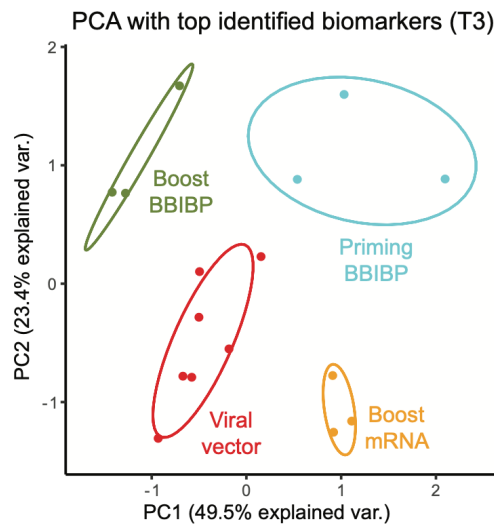 PCA with top identified biomarkers (T3)
2
1
0
-1
PC2 (23.4% explained var.)
Boost
BBIBP
Priming
BBIBP
Viral
vector
Boost
mRNA
-1
0
1
2
PC1 (49.5% explained var.)